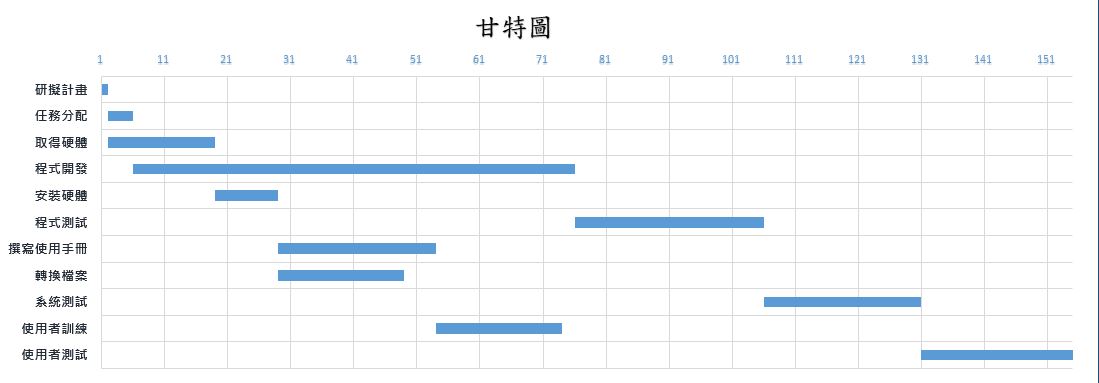 甘特圖
1 11 21 31 41 51 61 71 81 91 101 111 121 131 141 151
研擬計畫
任務分配
取得硬體
程式開發
安裝硬體
程式測試
撰寫使用手冊
轉換檔案
系統測試
使用者訓練
使用者測試